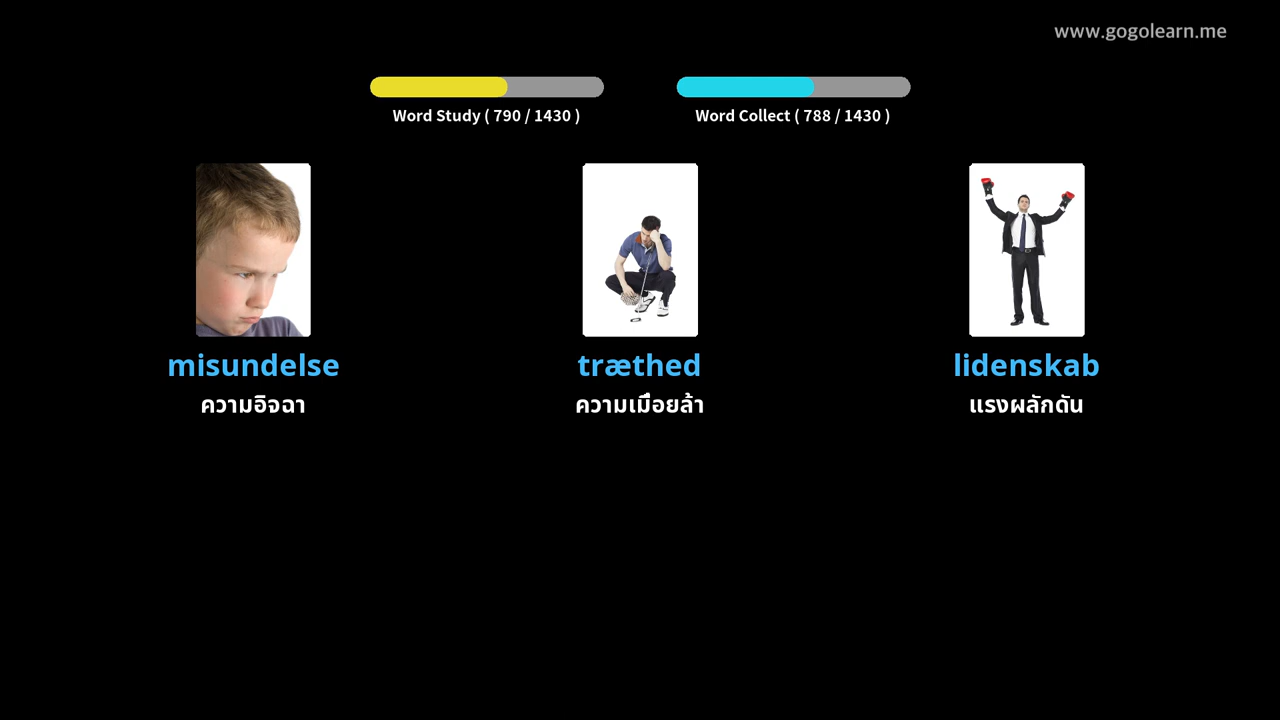 www.gogolearn.me
Word Study ( 790 / 1430 )
Word Collect ( 788 / 1430 )
misundelse
træthed
lidenskab
ความอิจฉา
ความเมื่อยล้า
แรงผลักดัน